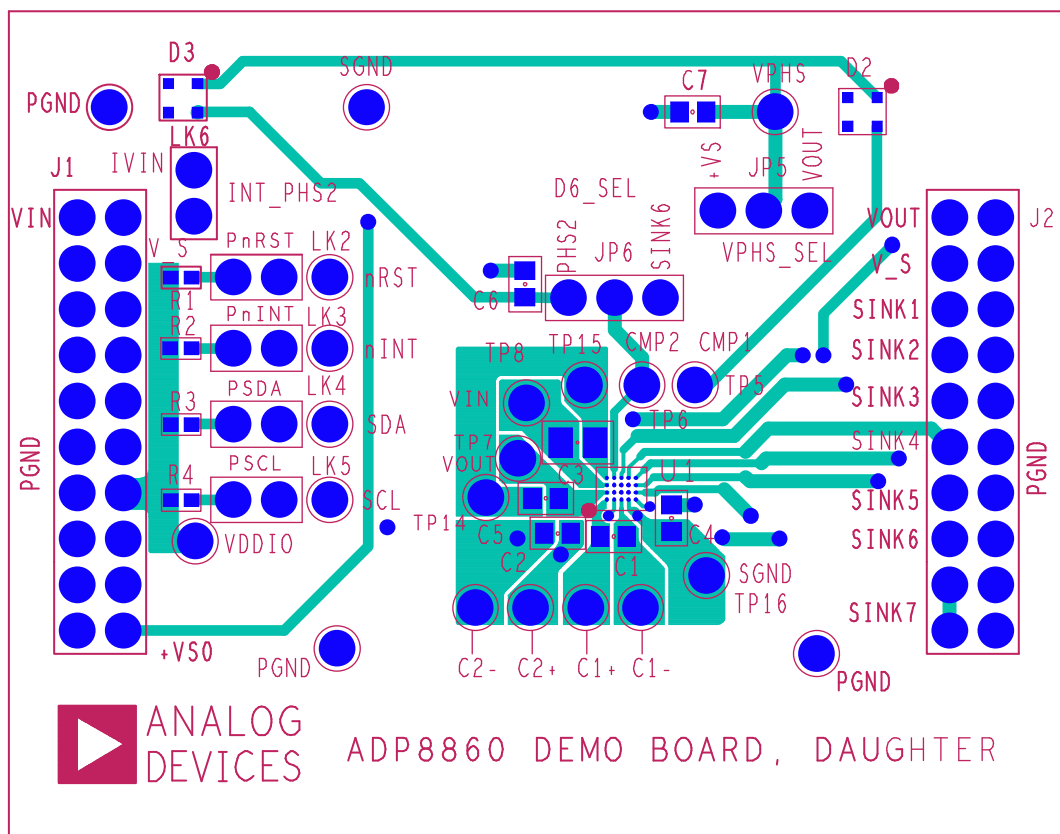 D3
SGND
VPHS
D2
PGND
C7
LK6
IVIN
+VS
JP5
VOUT
J1
INT_PHS2
D6_SEL
VIN
VOUT
J2
V_S
PnRST
LK2
PHS2
JP6
SINK6
VPHS_SEL
V_S
nRST
R1
C6
SINK1
PnINT
LK3
R2
nINT
TP8
TP15
CMP2
CMP1
SINK2
PSDA
LK4
VIN
TP5
SINK3
R3
SDA
TP6
TP7
SINK4
PGND
PSCL
LK5
VOUT
C3
U1
PGND
R4
SCL
SINK5
TP14
C5
C4
SINK6
VDDIO
C2
C1
SGND
TP16
SINK7
+VSO
PGND
C2-
C2+
C1+
C1-
PGND
ANALOG
DEVICES
ADP8860 DEMO BOARD, DAUGHTER